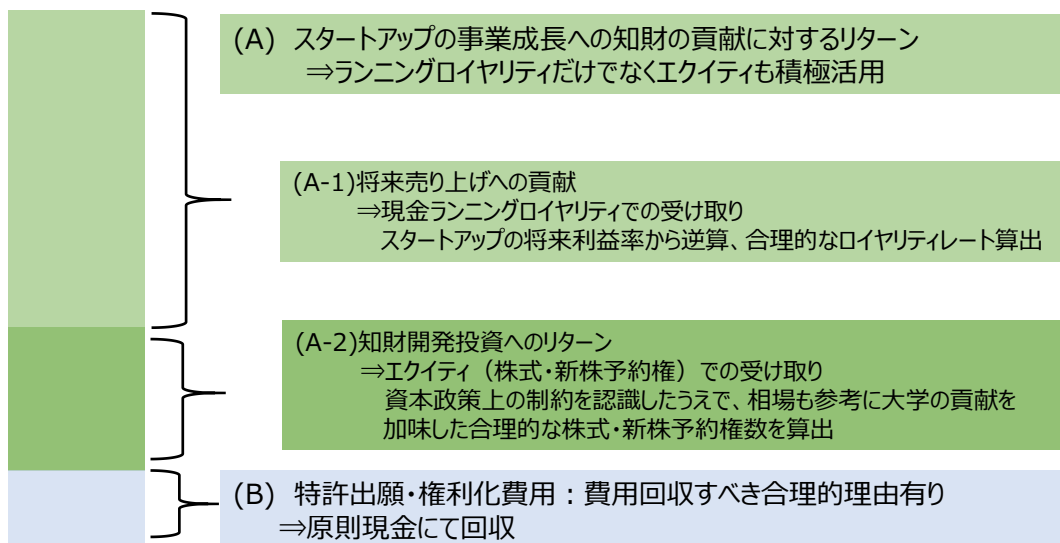 (A) スタートアップの事業成長への知財の貢献に対するリターン
⇒ランニングロイヤリティだけでなくエクイティも積極活用
(A-1)将来売り上げへの貢献
⇒現金ランニングロイヤリティでの受け取り
スタートアップの将来利益率から逆算、合理的なロイヤリティレート算出
(A-2)知財開発投資へのリターン
⇒エクイティ（株式・新株予約権）での受け取り
資本政策上の制約を認識したうえで、相場も参考に大学の貢献を
加味した合理的な株式・新株予約権数を算出
(B) 特許出願・権利化費用：費用回収すべき合理的理由有り
⇒原則現金にて回収